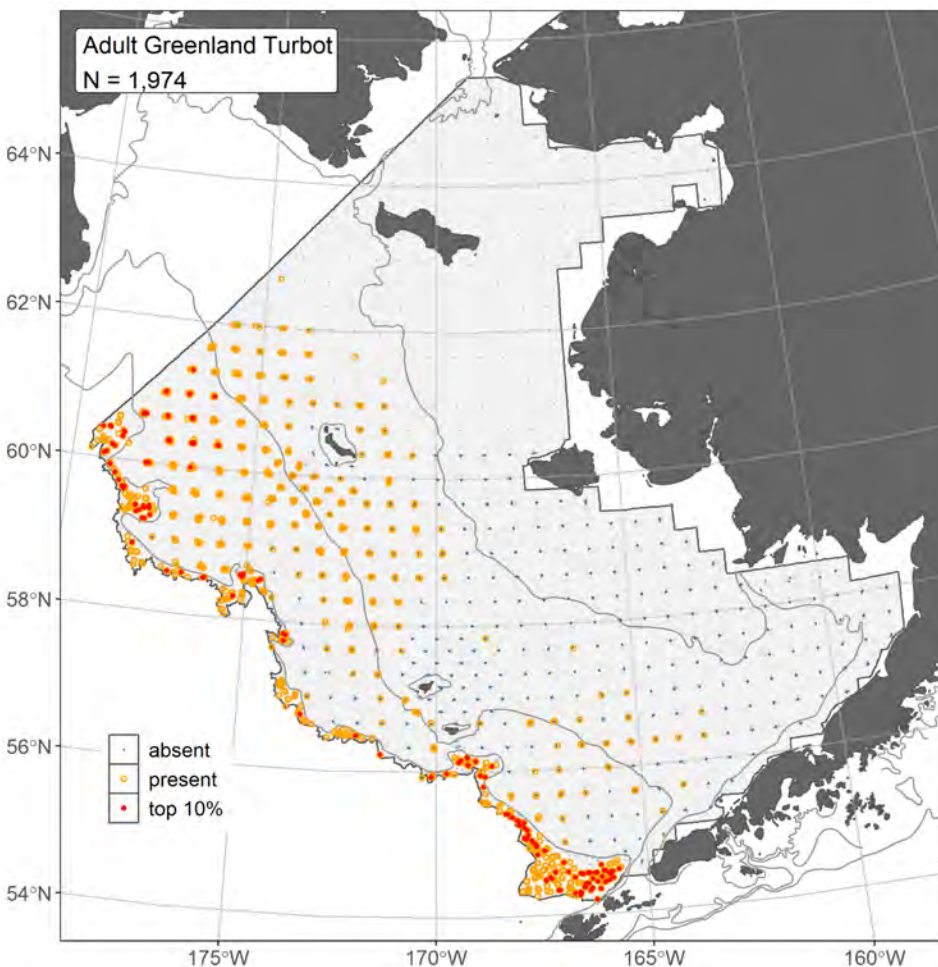 Adult Greenland Turbot
N = 1,974
64°N
62°N
60°N
58°N
56°N
54°N
absent
present
top 10%
175°W
170°W
165°W
160°W